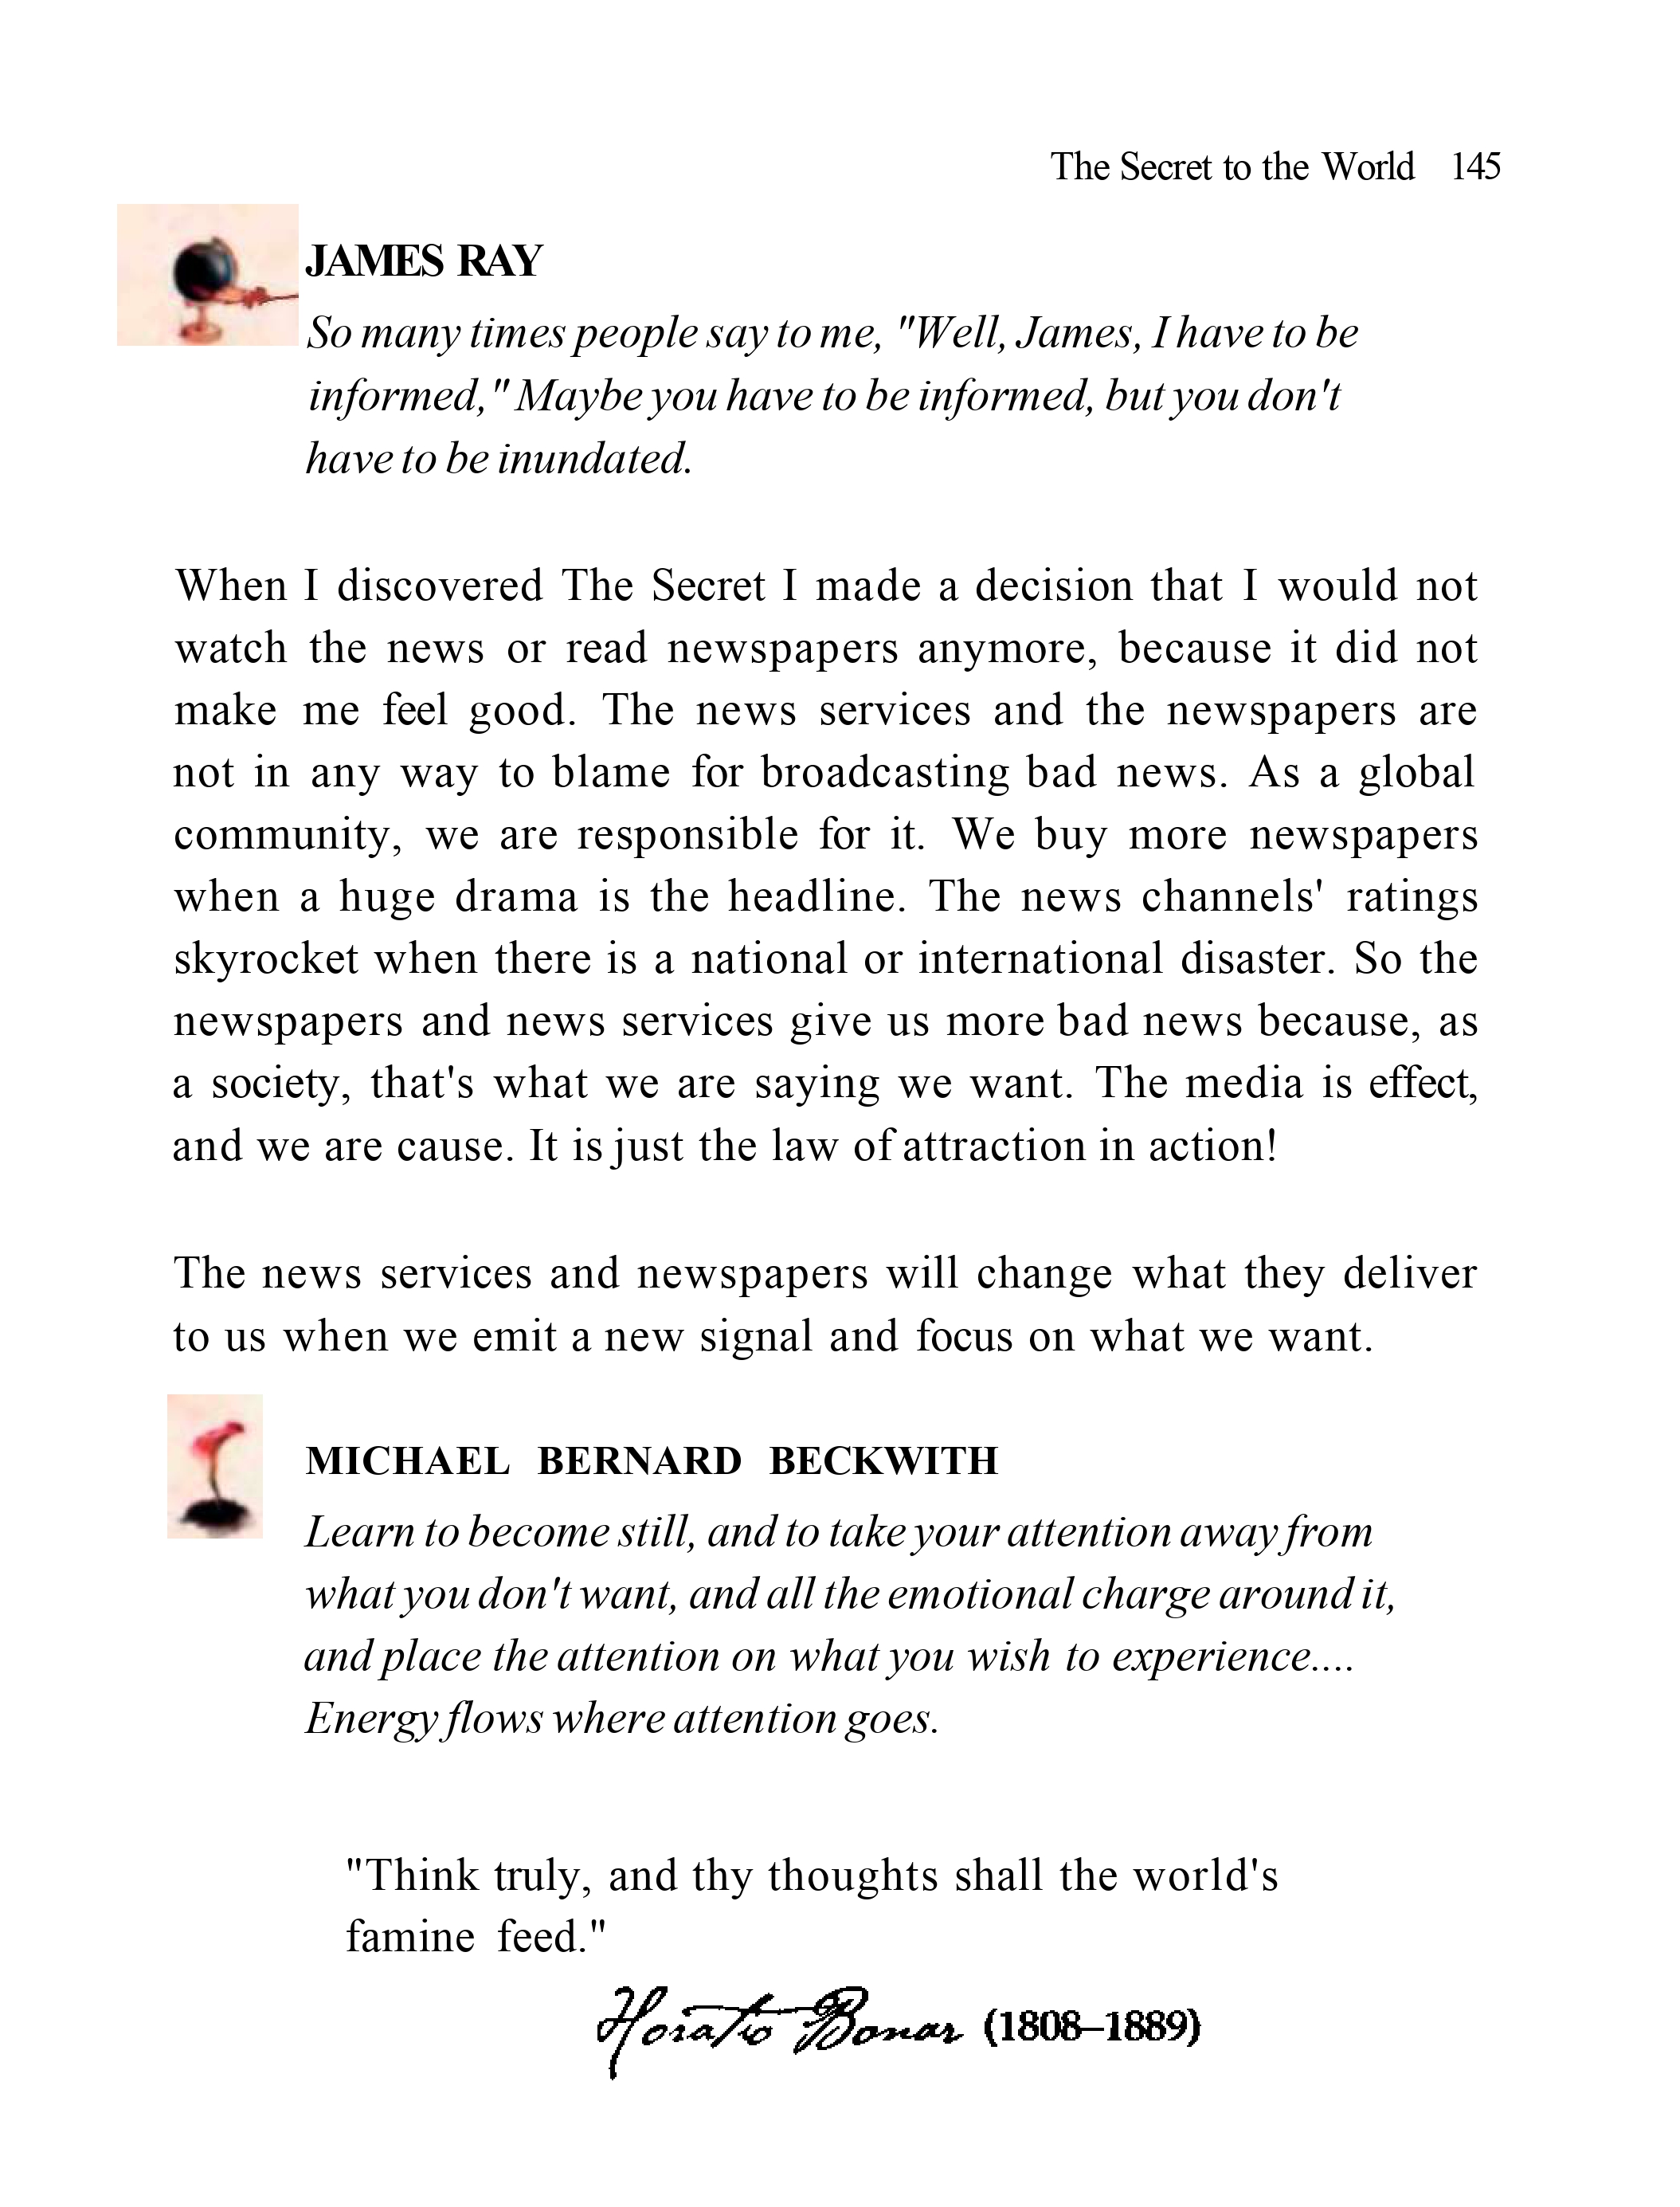 The Secret to the World 145
JAMES RAY
So many times people say to me, "Well, James, I have to be
informed," Maybe you have to be informed, but you don't
have to be inundated.
When I discovered The Secret I made a decision that I would not
watch the news or read newspapers anymore, because it did not
make me feel good. The news services and the newspapers are
not in any way to blame for broadcasting bad news. As a global
community, we are responsible for it. We buy more newspapers
when a huge drama is the headline. The news channels' ratings
skyrocket when there is a national or international disaster. So the
newspapers and news services give us more bad news because, as
a society, that's what we are saying we want. The media is effect,
and we are cause. It is just the law of attraction in action!
The news services and newspapers will change what they deliver
to us when we emit a new signal and focus on what we want.
MICHAEL BERNARD BECKWITH
Learn to become still, and to take your attention away from
what you don't want, and all the emotional charge around it,
and place the attention on what you wish to experience....
Energy flows where attention goes.
"Think truly, and thy thoughts shall the world's
famine feed."
Horatio Bonar (1808–1889)